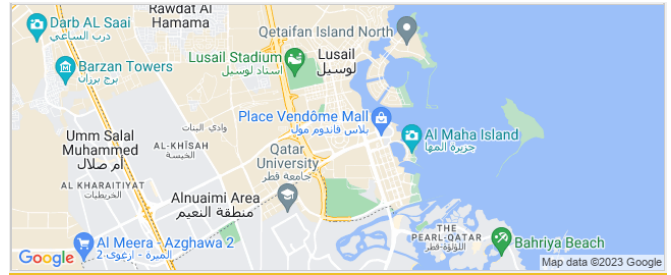 Rawdat Al
Hamama
Darb AL Saai
درب الساعي
Qetaifan Island North
Lusail Stadium
استاد لوسيل
Lusail
لوسيل
Barzan Towers
برج برزان
Place Vendôme Mall
بلاس فاندوم مول
وادي: البنات
Umm Salal
Muhammed
أم صلال
AL-KHĪSAH
الخيسة
Al Maha Island
جزيرة المها
Qatar
University
جامعة قطر
AL KHARAITIYAT
الخريطيات
Alnuaimi Area
منطقة النعيم
THE
PEARL-QATAR
اللؤلؤة-قطر
Al Meera - Azghawa 2
الميرة - ازغوى-2
Bahriya Beach
Google
Map data ©2023 Google